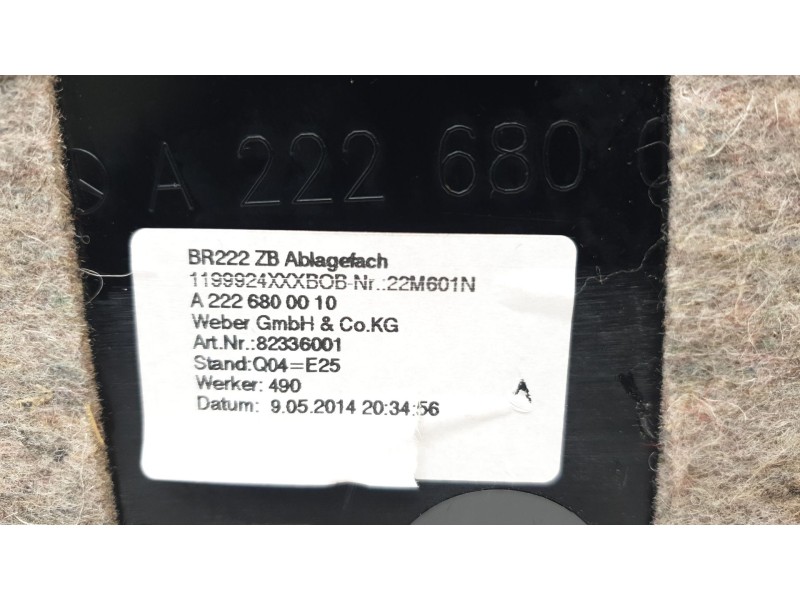 A 222 680 0
BR222 ZB Ablagefach
1199924XXXBOB-Nr.:22M601N
A 222 680 00 10
Weber GmbH & Co.KG
Art.Nr.:82336001
Stand:Q04=E25
Werker: 490
A
Datum: 9.05.2014 20:34:56